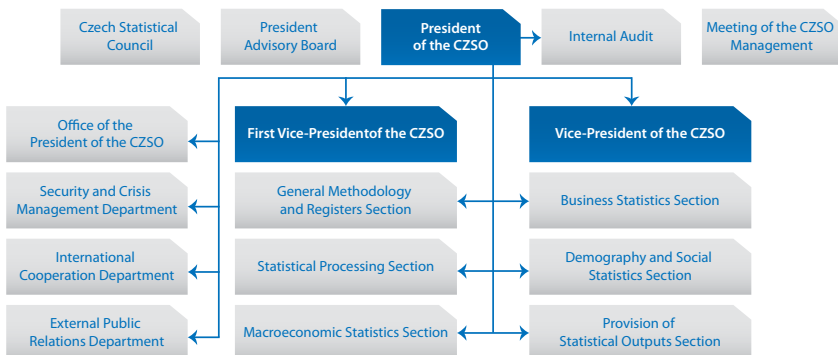 Czech Statistical
Council
President
Advisory Board
President
of the CZSO
Internal Audit
Meeting of the CZSO
Management
Office of the
President of the CZSO
First Vice-Presidentof the CZSO
Vice-President of the CZSO
Security and Crisis
Management Department
General Methodology
and Registers Section
Business Statistics Section
International
Cooperation Department
Statistical Processing Section
Demography and Social
Statistics Section
External Public
Relations Department
Macroeconomic Statistics Section
Provision of
Statistical Outputs Section